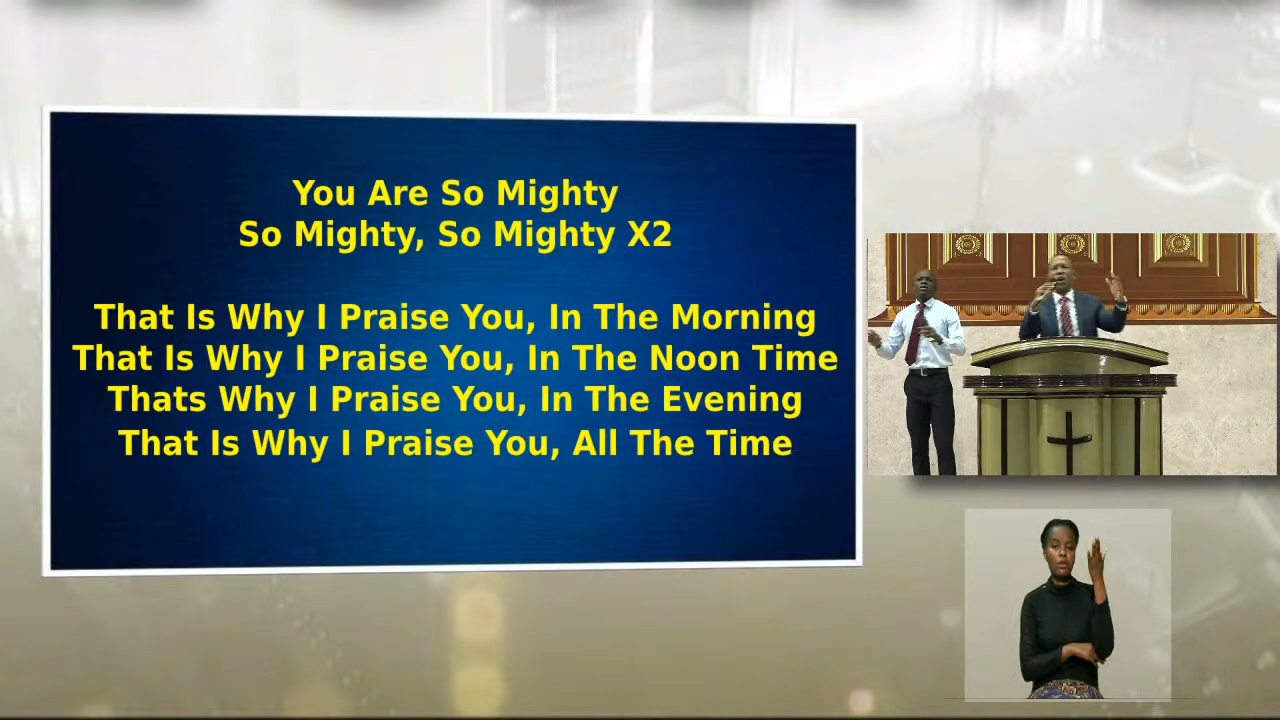 You Are So Mighty
So Mighty, So Mighty X2
That Is Why I Praise You, In The Morning
That Is Why I Praise You, In The Noon Time
Thats Why I Praise You, In The Evening
That Is Why I Praise You, All The Time